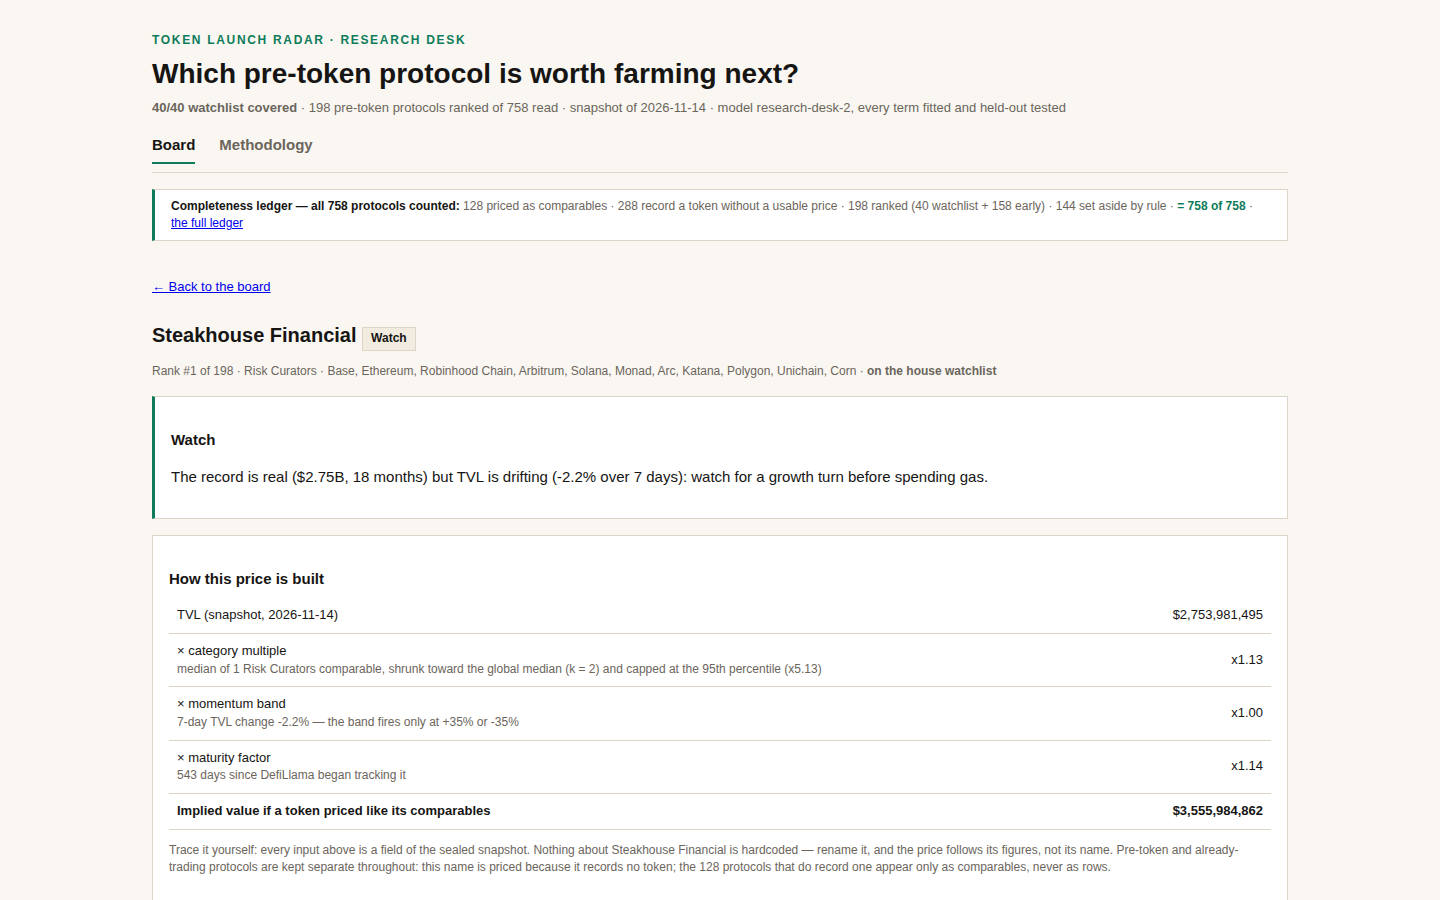 TOKEN LAUNCH RADAR · RESEARCH DESK
Which pre-token protocol is worth farming next?
40/40 watchlist covered · 198 pre-token protocols ranked of 758 read · snapshot of 2026-11-14 · model research-desk-2, every term fitted and held-out tested
Board Methodology
Completeness ledger — all 758 protocols counted: 128 priced as comparables · 288 record a token without a usable price · 198 ranked (40 watchlist + 158 early) · 144 set aside by rule · = 758 of 758 ·
the full ledger
← Back to the board
Steakhouse Financial Watch
Rank #1 of 198 · Risk Curators · Base, Ethereum, Robinhood Chain, Arbitrum, Solana, Monad, Arc, Katana, Polygon, Unichain, Corn · on the house watchlist
Watch
The record is real ($2.75B, 18 months) but TVL is drifting (-2.2% over 7 days): watch for a growth turn before spending gas.
How this price is built
TVL (snapshot, 2026-11-14) $2,753,981,495
× category multiple
median of 1 Risk Curators comparable, shrunk toward the global median (k = 2) and capped at the 95th percentile (x5.13) x1.13
× momentum band
7-day TVL change -2.2% — the band fires only at +35% or -35% x1.00
× maturity factor
543 days since DefiLlama began tracking it x1.14
Implied value if a token priced like its comparables $3,555,984,862
Trace it yourself: every input above is a field of the sealed snapshot. Nothing about Steakhouse Financial is hardcoded — rename it, and the price follows its figures, not its name. Pre-token and already-
trading protocols are kept separate throughout: this name is priced because it records no token; the 128 protocols that do record one appear only as comparables, never as rows.